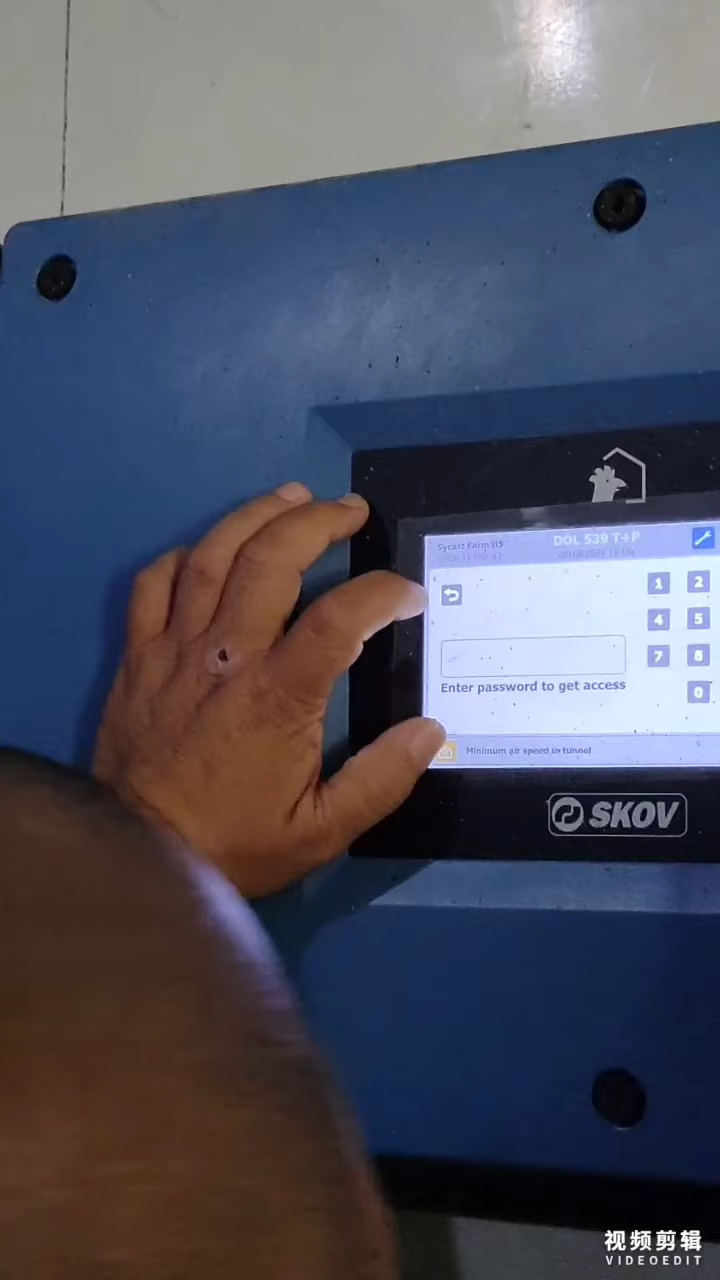 DOL 539 T+P
1 2
4 5
7 8
0
Enter password to get access
Minimum air speed in tunnel
SKOV
视频剪辑
VIDEOEDIT